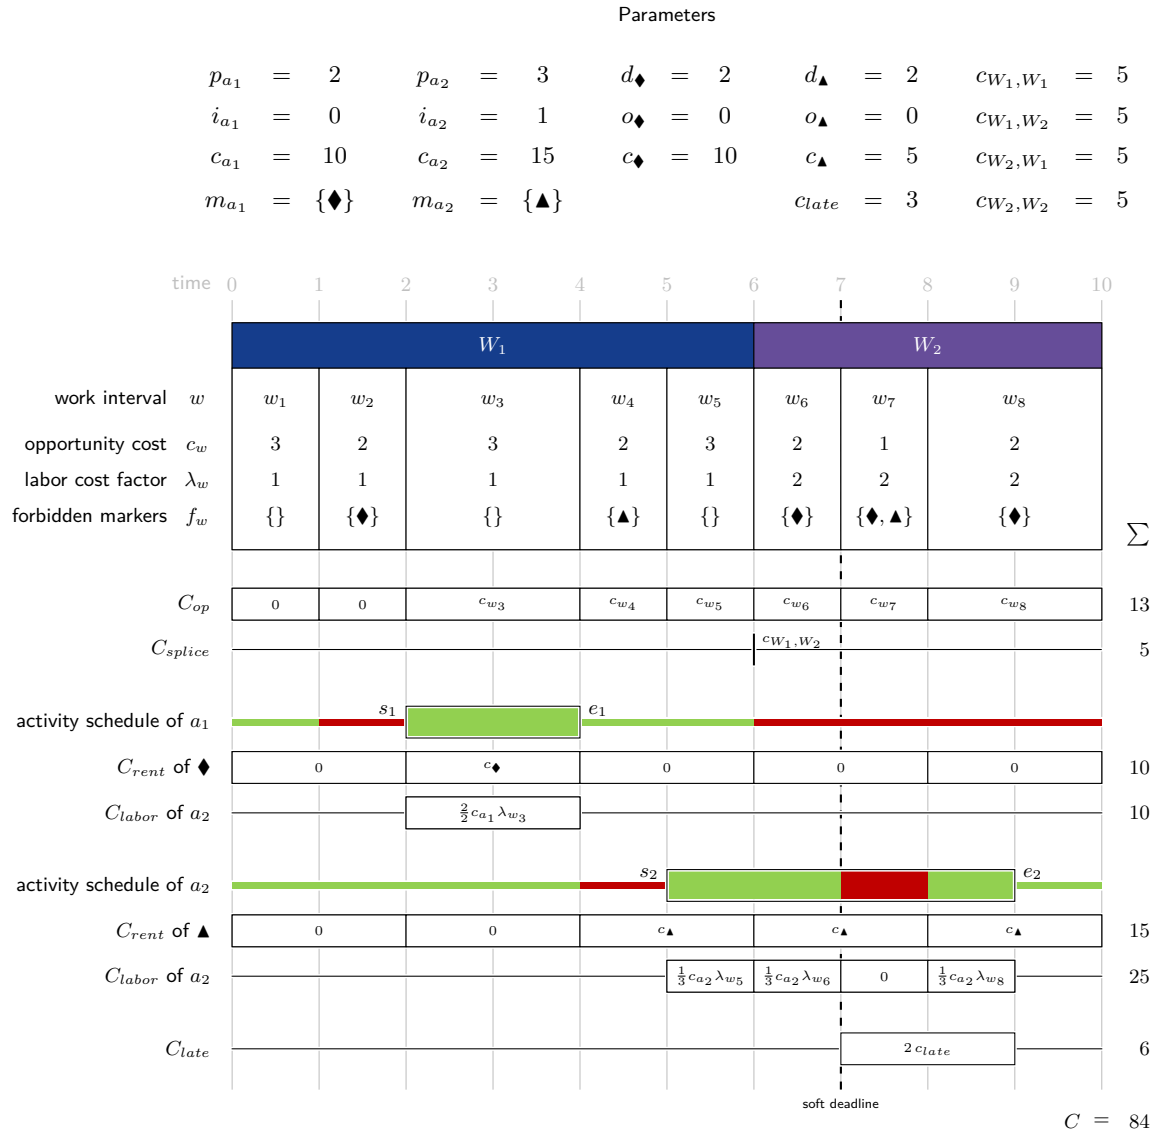 Parameters
p_{a_1} = 2 p_{a_2} = 3 d_♦ = 2 d_▲ = 2 c_{W_1,W_1} = 5
i_{a_1} = 0 i_{a_2} = 1 o_♦ = 0 o_▲ = 0 c_{W_1,W_2} = 5
c_{a_1} = 10 c_{a_2} = 15 c_♦ = 10 c_▲ = 5 c_{W_2,W_1} = 5
m_{a_1} = {♦} m_{a_2} = {▲} c_{late} = 3 c_{W_2,W_2} = 5
time 0 1 2 3 4 5 6 7 8 9 10
W_1 W_2
work interval w w_1 w_2 w_3 w_4 w_5 w_6 w_7 w_8
opportunity cost c_w 3 2 3 2 3 2 1 2
labor cost factor λ_w 1 1 1 1 1 2 2 2
forbidden markers f_w {} {♦} {} {▲} {} {♦} {♦, ▲} {♦}
∑
C_{op} 0 0 c_{w_3} c_{w_4} c_{w_5} c_{w_6} c_{w_7} c_{w_8} 13
C_{splice} c_{W_1,W_2} 5
activity schedule of a_1 s_1 e_1
C_{rent} of ♦ 0 c_♦ 0 0 0 10
C_{labor} of a_2 \frac{2}{2} c_{a_1} λ_{w_3} 10
activity schedule of a_2 s_2 e_2
C_{rent} of ▲ 0 0 c_▲ c_▲ c_▲ 15
C_{labor} of a_2 \frac{1}{3} c_{a_2} λ_{w_5} \frac{1}{3} c_{a_2} λ_{w_6} 0 \frac{1}{3} c_{a_2} λ_{w_8} 25
C_{late} 2 c_{late} 6
soft deadline
C = 84